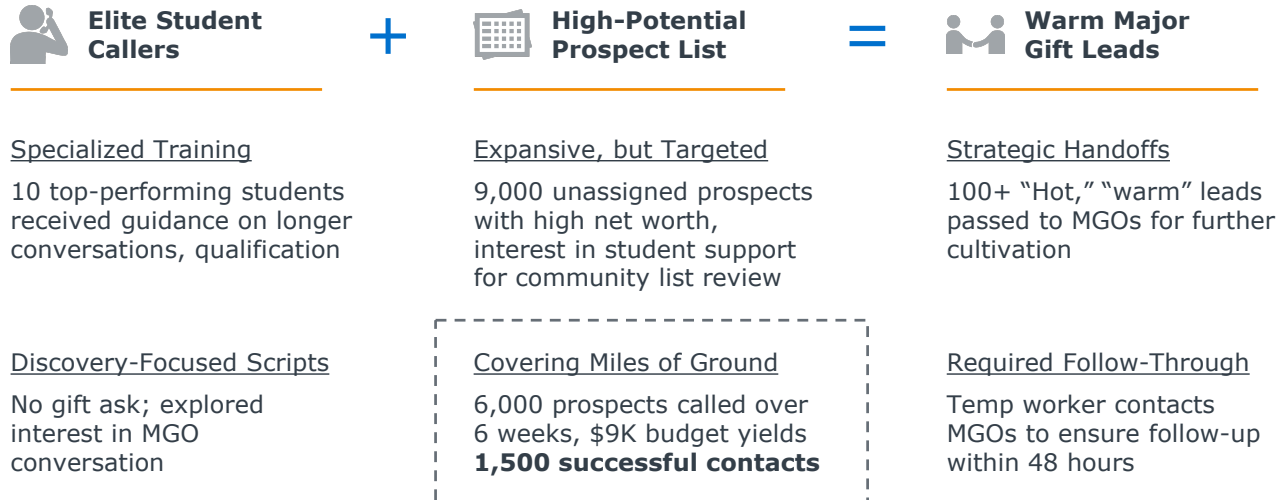 Elite Student
Callers
+
High-Potential
Prospect List
=
Warm Major
Gift Leads
Specialized Training
10 top-performing students
received guidance on longer
conversations, qualification
Expansive, but Targeted
9,000 unassigned prospects
with high net worth,
interest in student support
for community list review
Strategic Handoffs
100+ “Hot,” “warm” leads
passed to MGOs for further
cultivation
Discovery-Focused Scripts
No gift ask; explored
interest in MGO
conversation
Covering Miles of Ground
6,000 prospects called over
6 weeks, $9K budget yields
1,500 successful contacts
Required Follow-Through
Temp worker contacts
MGOs to ensure follow-up
within 48 hours